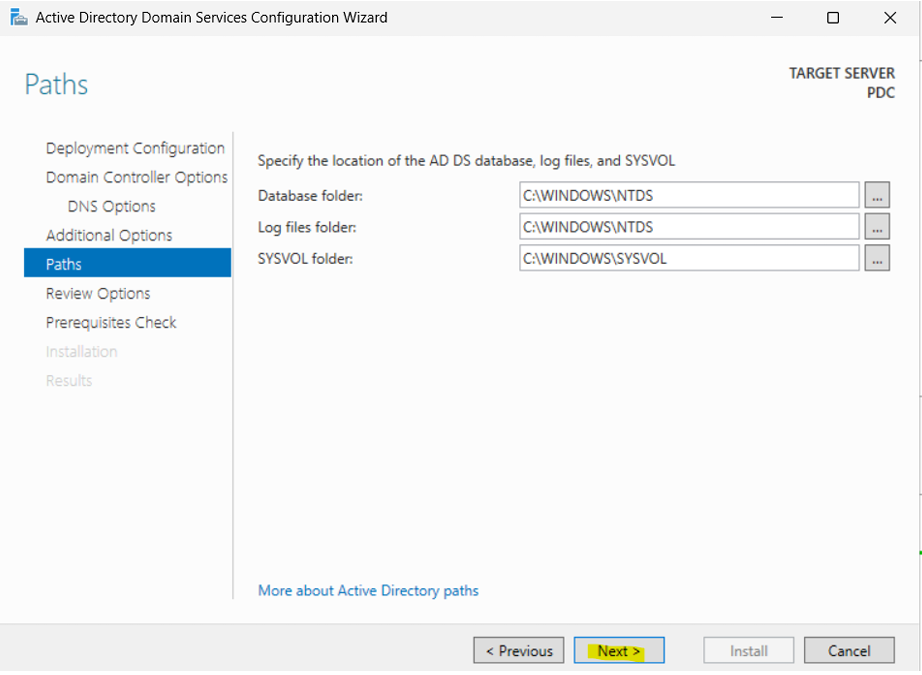 Active Directory Domain Services Configuration Wizard
Paths
TARGET SERVER
PDC
Deployment Configuration
Domain Controller Options
DNS Options
Additional Options
Paths
Review Options
Prerequisites Check
Installation
Results
Specify the location of the AD DS database, log files, and SYSVOL
Database folder: C:\WINDOWS\NTDS ...
Log files folder: C:\WINDOWS\NTDS ...
SYSVOL folder: C:\WINDOWS\SYSVOL ...
More about Active Directory paths
< Previous Next > Install Cancel